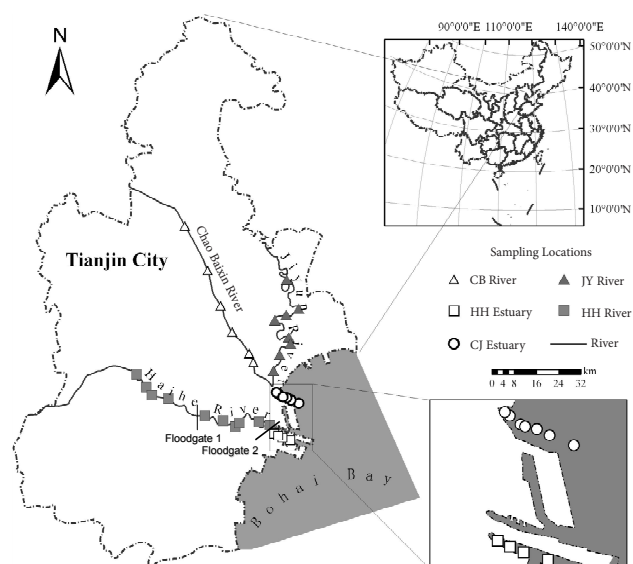 N
90°0'0"E 110°0'0"E 140°0'0"E
50°0'0"N
40°0'0"N
30°0'0"N
20°0'0"N
10°0'0"N
Tianjin City
Chao Baixin River
River
Haihe River
Floodgate 1
Floodgate 2
Bohai Bay
Sampling Locations
CB River
JY River
HH Estuary
HH River
CJ Estuary
River
0 4 8 16 24 32 km